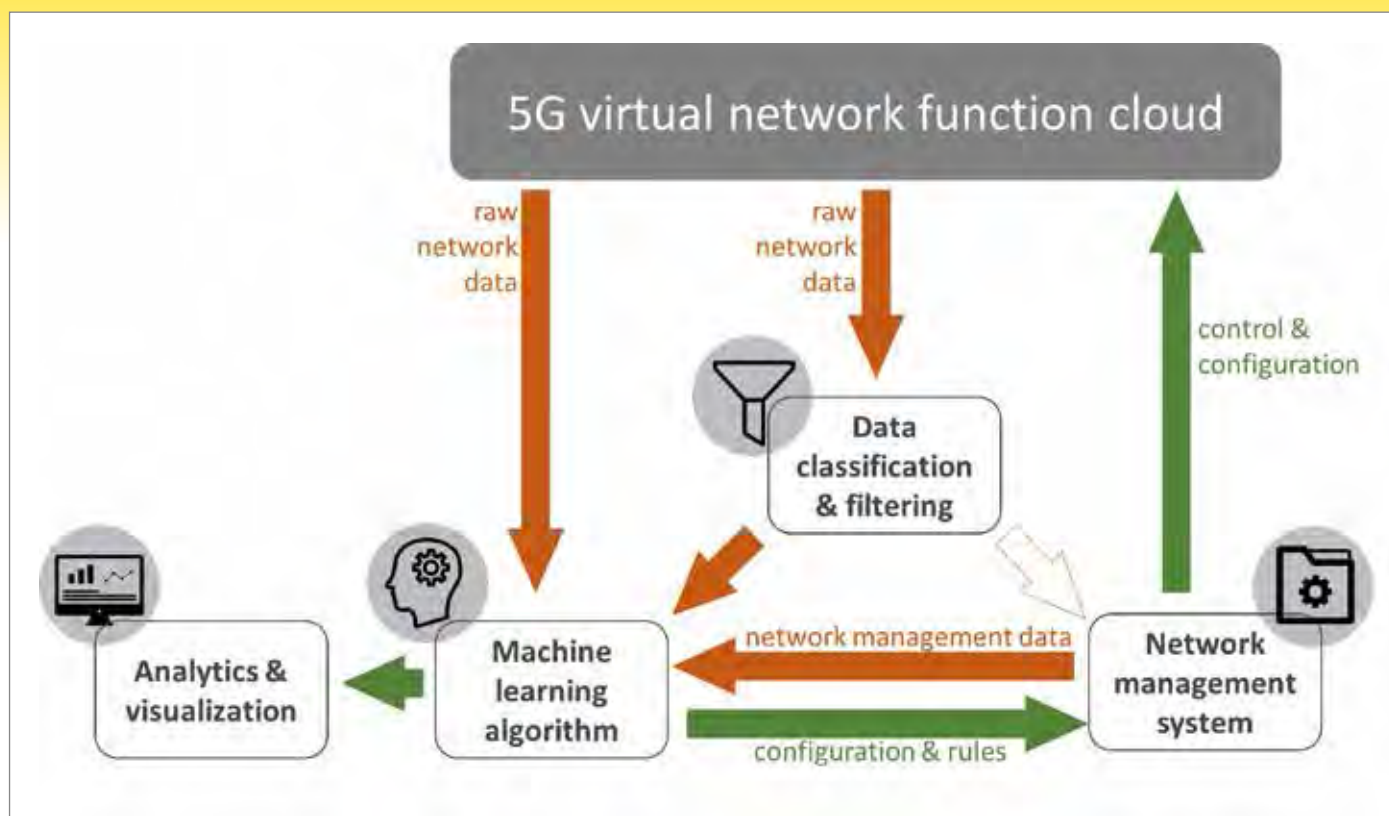 5G virtual network function cloud
raw
network
data
raw
network
data
control &
configuration
Data
classification
& filtering
network management data
Analytics &
visualization
Machine
learning
algorithm
Network
management
system
configuration & rules